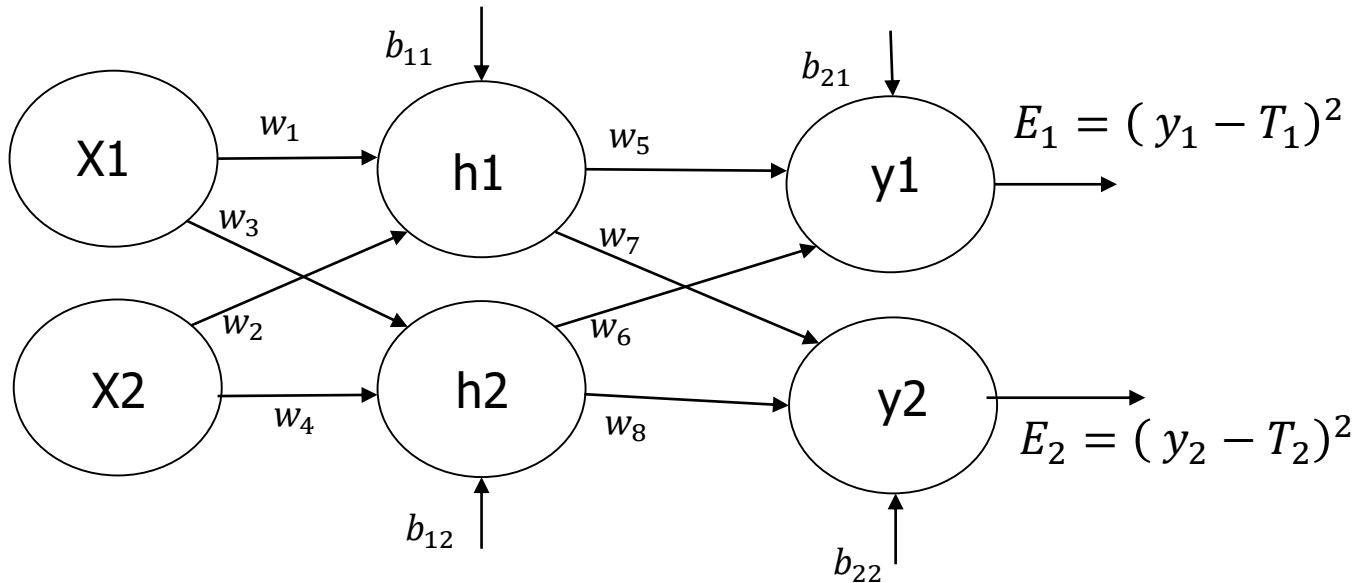 b₁₁
b₂₁
X1
w₁
h1
w₅
y1
E₁ = ( y₁ − T₁)²
w₃
w₇
w₂
w₆
X2
w₄
h2
w₈
y2
E₂ = ( y₂ − T₂)²
b₁₂
b₂₂